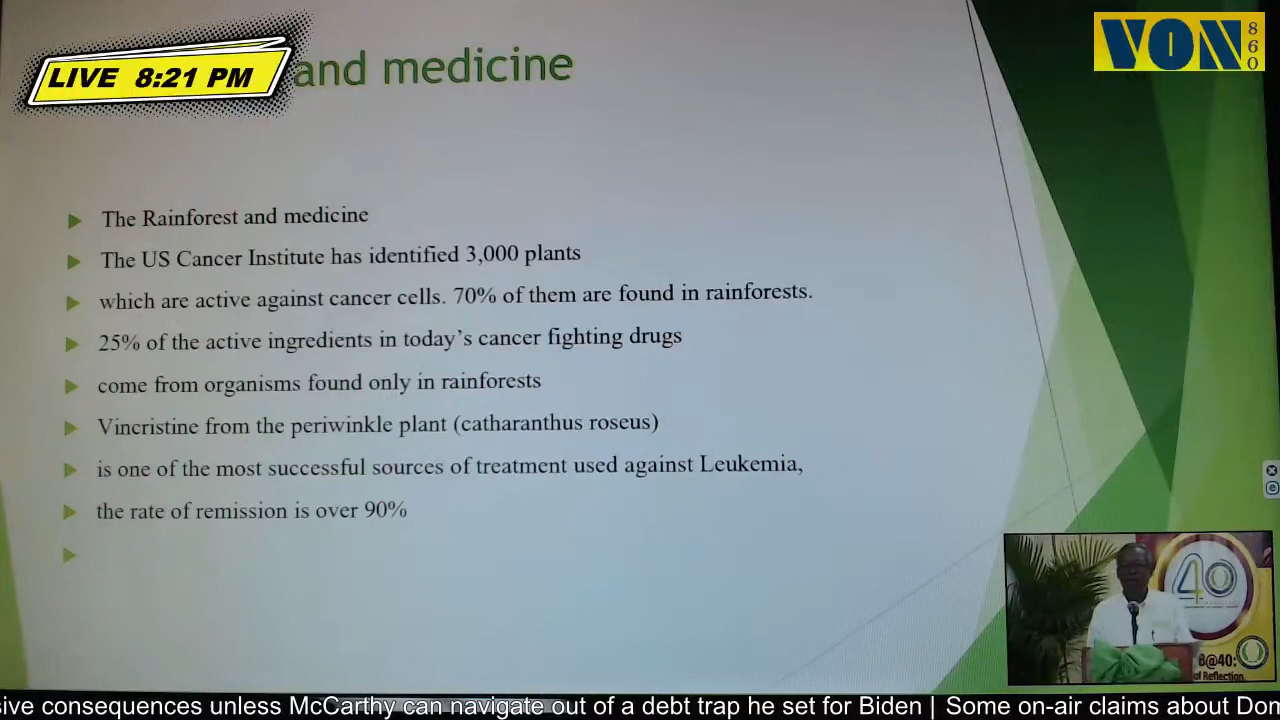 LIVE 8:21 PM
and medicine
VON
860
The Rainforest and medicine
The US Cancer Institute has identified 3,000 plants
which are active against cancer cells. 70% of them are found in rainforests.
25% of the active ingredients in today's cancer fighting drugs
come from organisms found only in rainforests
Vincristine from the periwinkle plant (catharanthus roseus)
is one of the most successful sources of treatment used against Leukemia,
the rate of remission is over 90%
40
B@40:
of Reflection.
sive consequences unless McCarthy can navigate out of a debt trap he set for Biden | Some on-air claims about Don